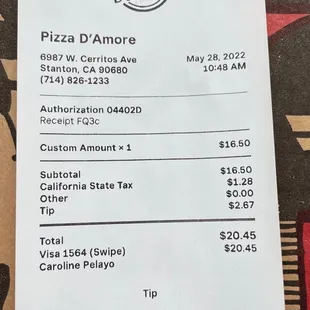 Pizza D'Amore
6987 W. Cerritos Ave
Stanton, CA 90680
(714) 826-1233
May 28, 2022
10:48 AM
Authorization 04402D
Receipt FQ3c
Custom Amount × 1 $16.50
Subtotal $16.50
California State Tax $1.28
Other $0.00
Tip $2.67
Total $20.45
Visa 1564 (Swipe) $20.45
Caroline Pelayo
Tip